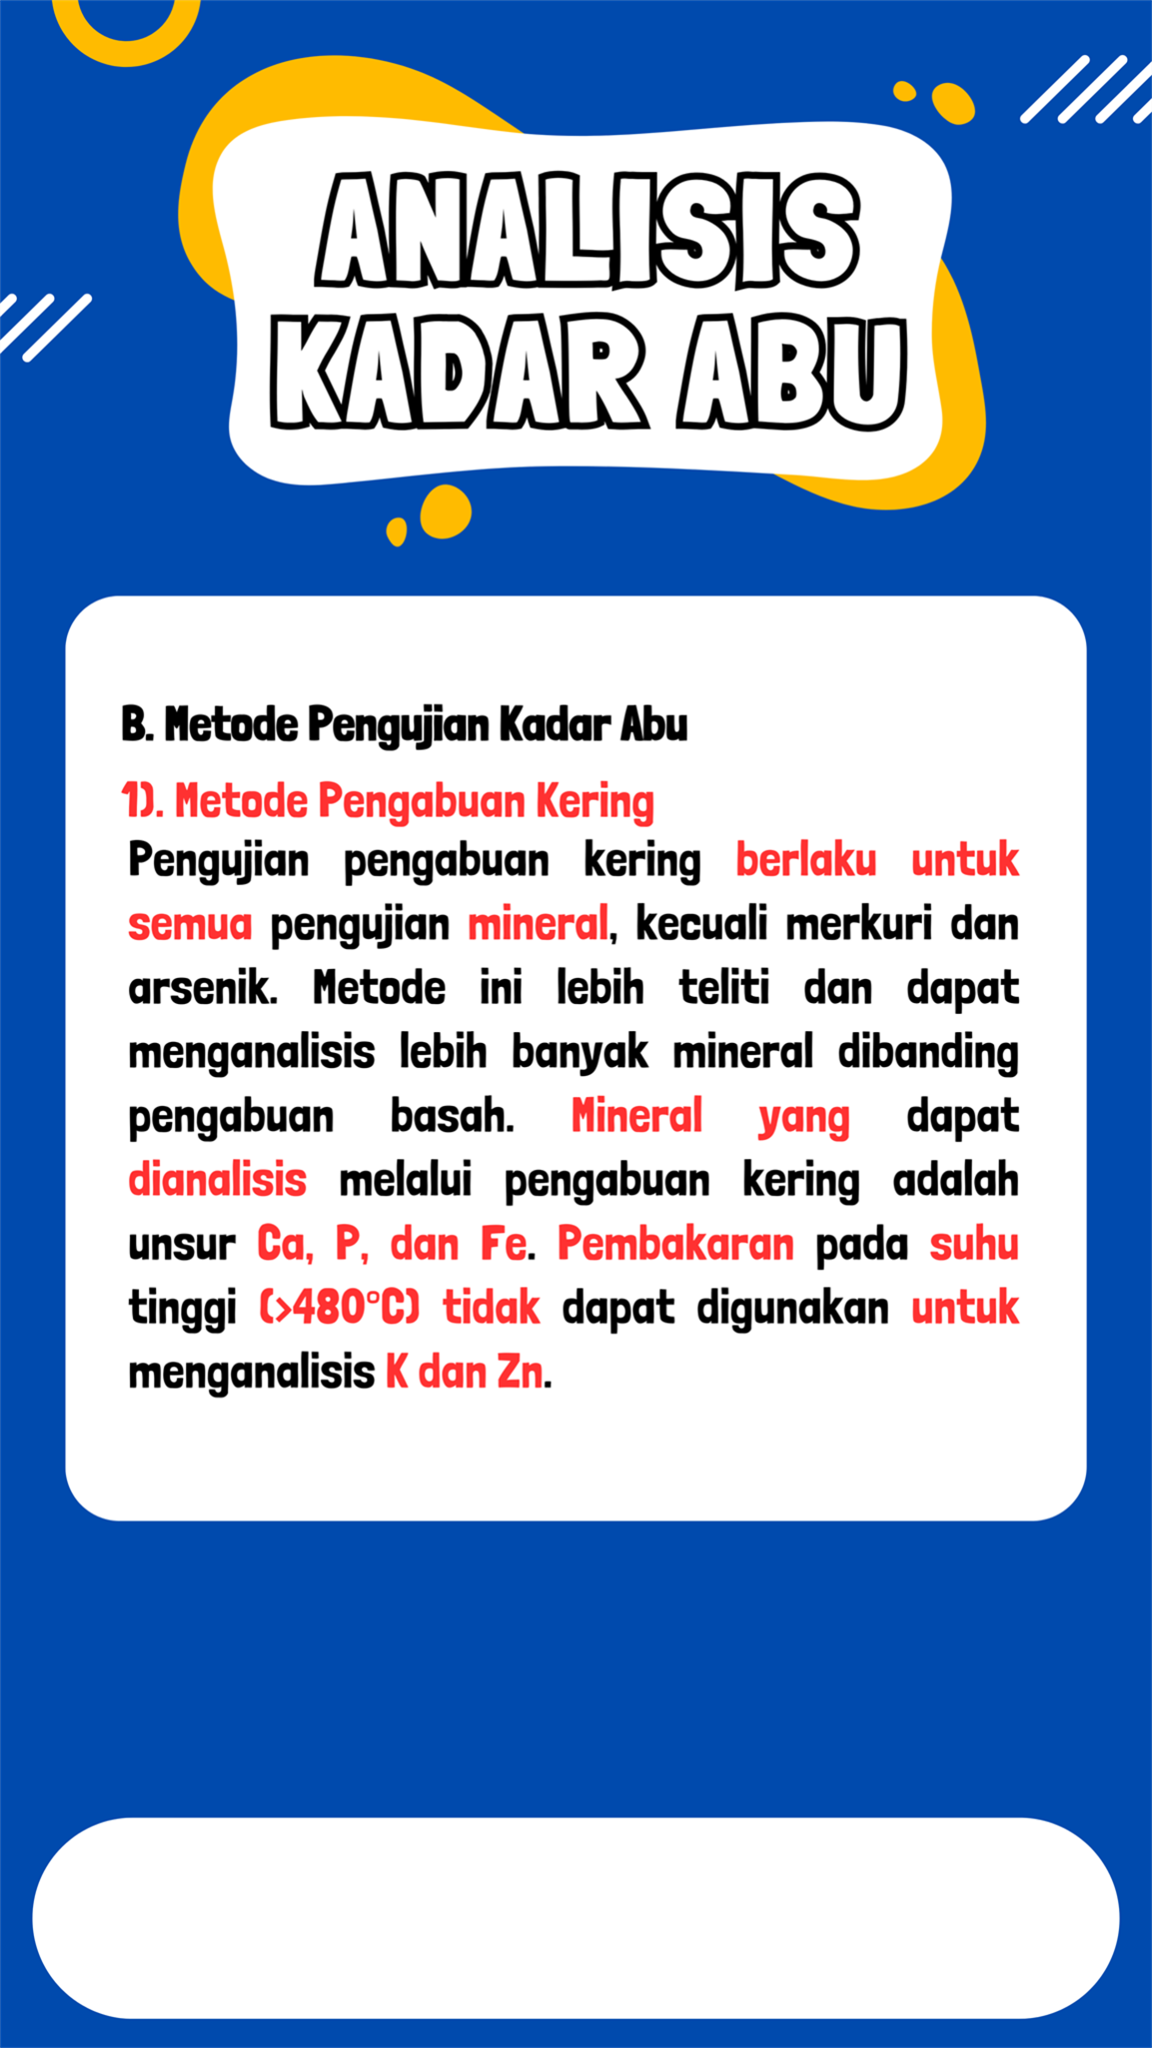 ANALISIS
KADAR ABU
B. Metode Pengujian Kadar Abu
1). Metode Pengabuan Kering
Pengujian pengabuan kering berlaku untuk
semua pengujian mineral, kecuali merkuri dan
arsenik. Metode ini lebih teliti dan dapat
menganalisis lebih banyak mineral dibanding
pengabuan basah. Mineral yang dapat
dianalisis melalui pengabuan kering adalah
unsur Ca, P, dan Fe. Pembakaran pada suhu
tinggi (>480°C) tidak dapat digunakan untuk
menganalisis K dan Zn.